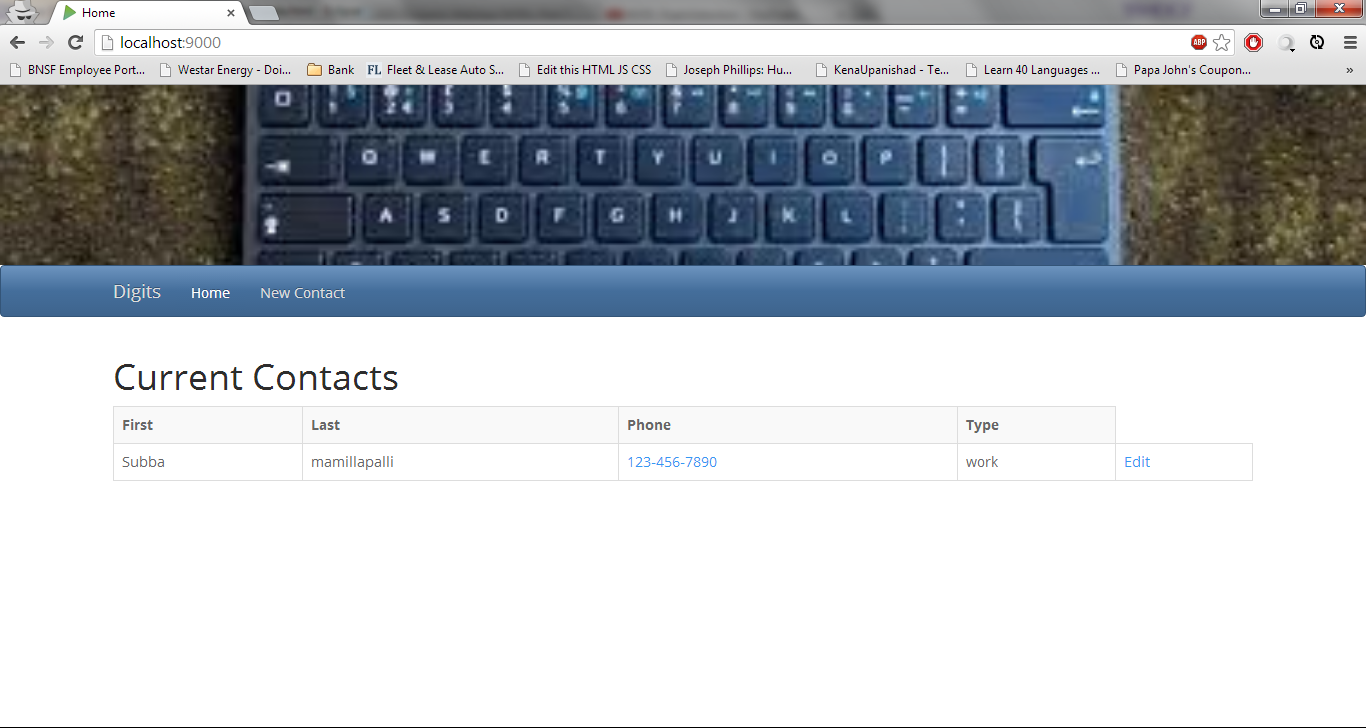 Home
localhost:9000
ABP
BNSF Employee Port... Westar Energy - Doi... Bank FL Fleet & Lease Auto S... Edit this HTML JS CSS Joseph Phillips: Hu... KenaUpanishad - Te... Learn 40 Languages ... Papa John's Coupon... »
Q W E R T Y U I O P
A S D F G H J K L
Digits Home New Contact
Current Contacts
First Last Phone Type
Subba mamillapalli 123-456-7890 work Edit